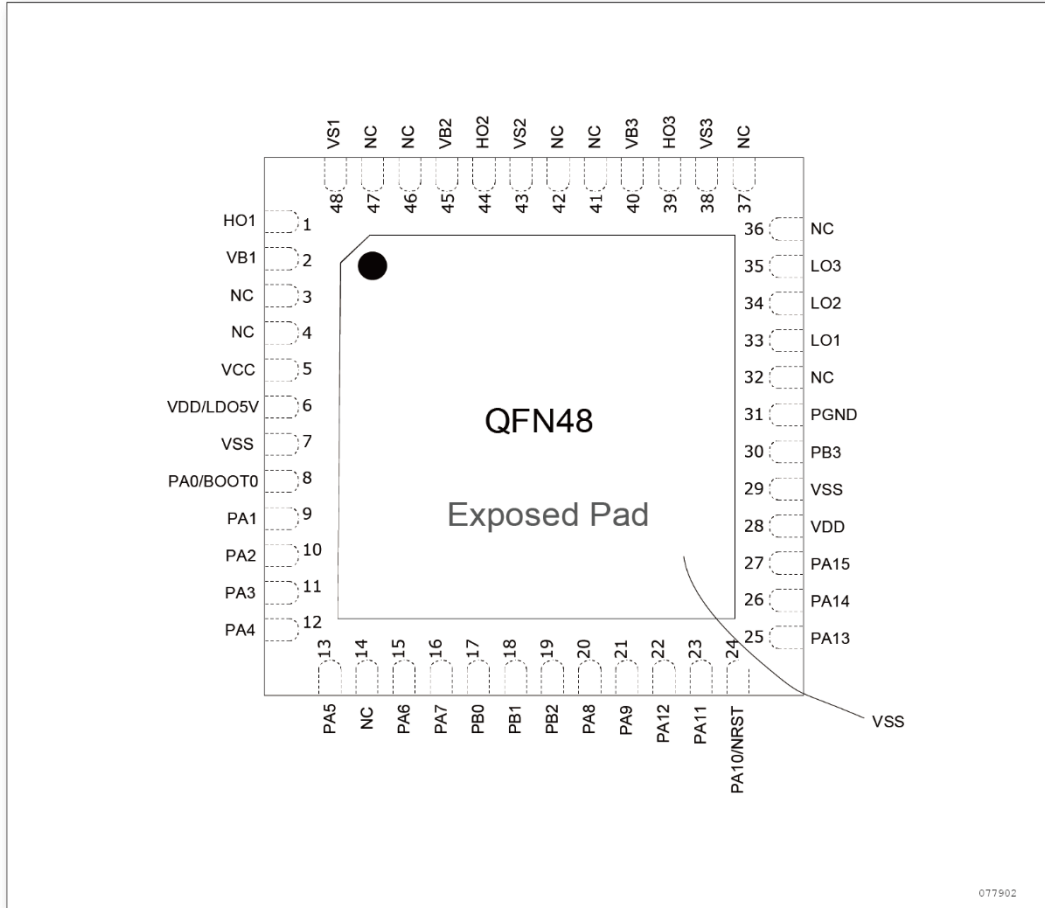 VS1 NC NC VB2 HO2 VS2 NC NC VB3 HO3 VS3 NC
48 47 46 45 44 43 42 41 40 39 38 37
HO1 1
VB1 2
NC 3
NC 4
VCC 5
VDD/LDO5V 6
VSS 7
PA0/BOOT0 8
PA1 9
PA2 10
PA3 11
PA4 12
QFN48
Exposed Pad
36 NC
35 LO3
34 LO2
33 LO1
32 NC
31 PGND
30 PB3
29 VSS
28 VDD
27 PA15
26 PA14
25 PA13
13 14 15 16 17 18 19 20 21 22 23 24
PA5 NC PA6 PA7 PB0 PB1 PB2 PA8 PA9 PA12 PA11 PA10/NRST
VSS
077902